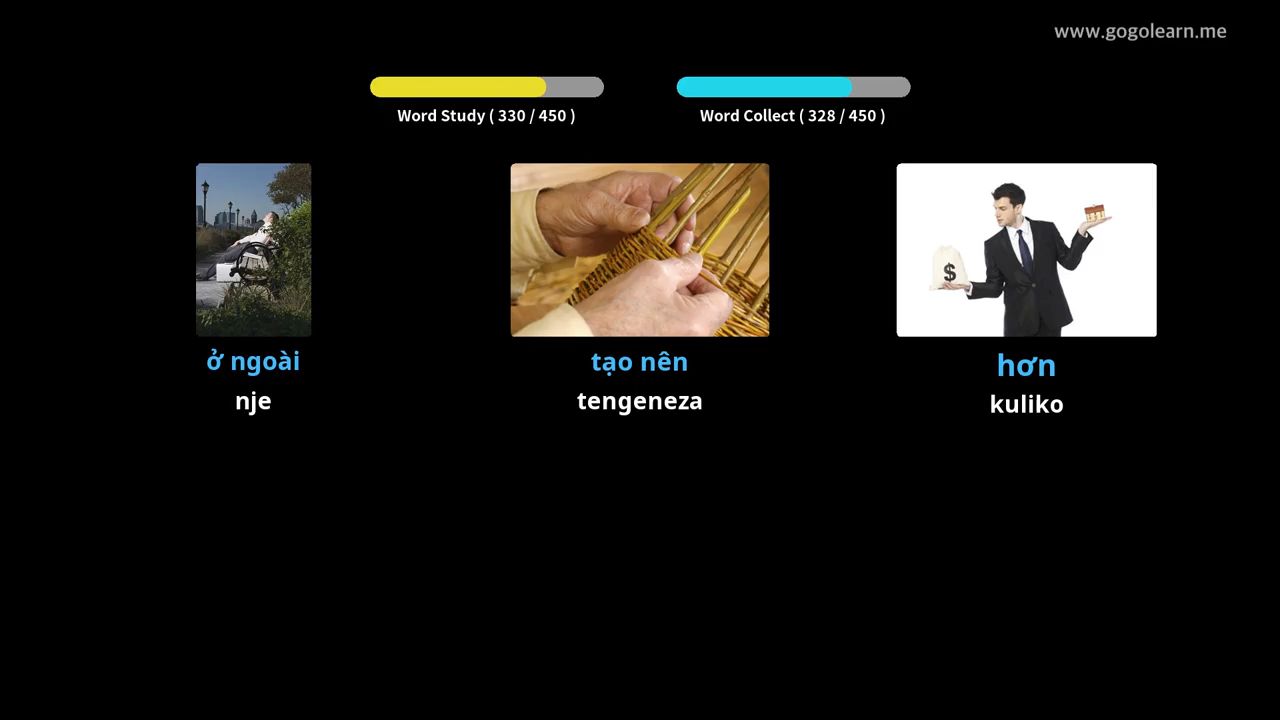 www.gogolearn.me
Word Study ( 330 / 450 )
Word Collect ( 328 / 450 )
$
ở ngoài
nje
tạo nên
tengeneza
hơn
kuliko